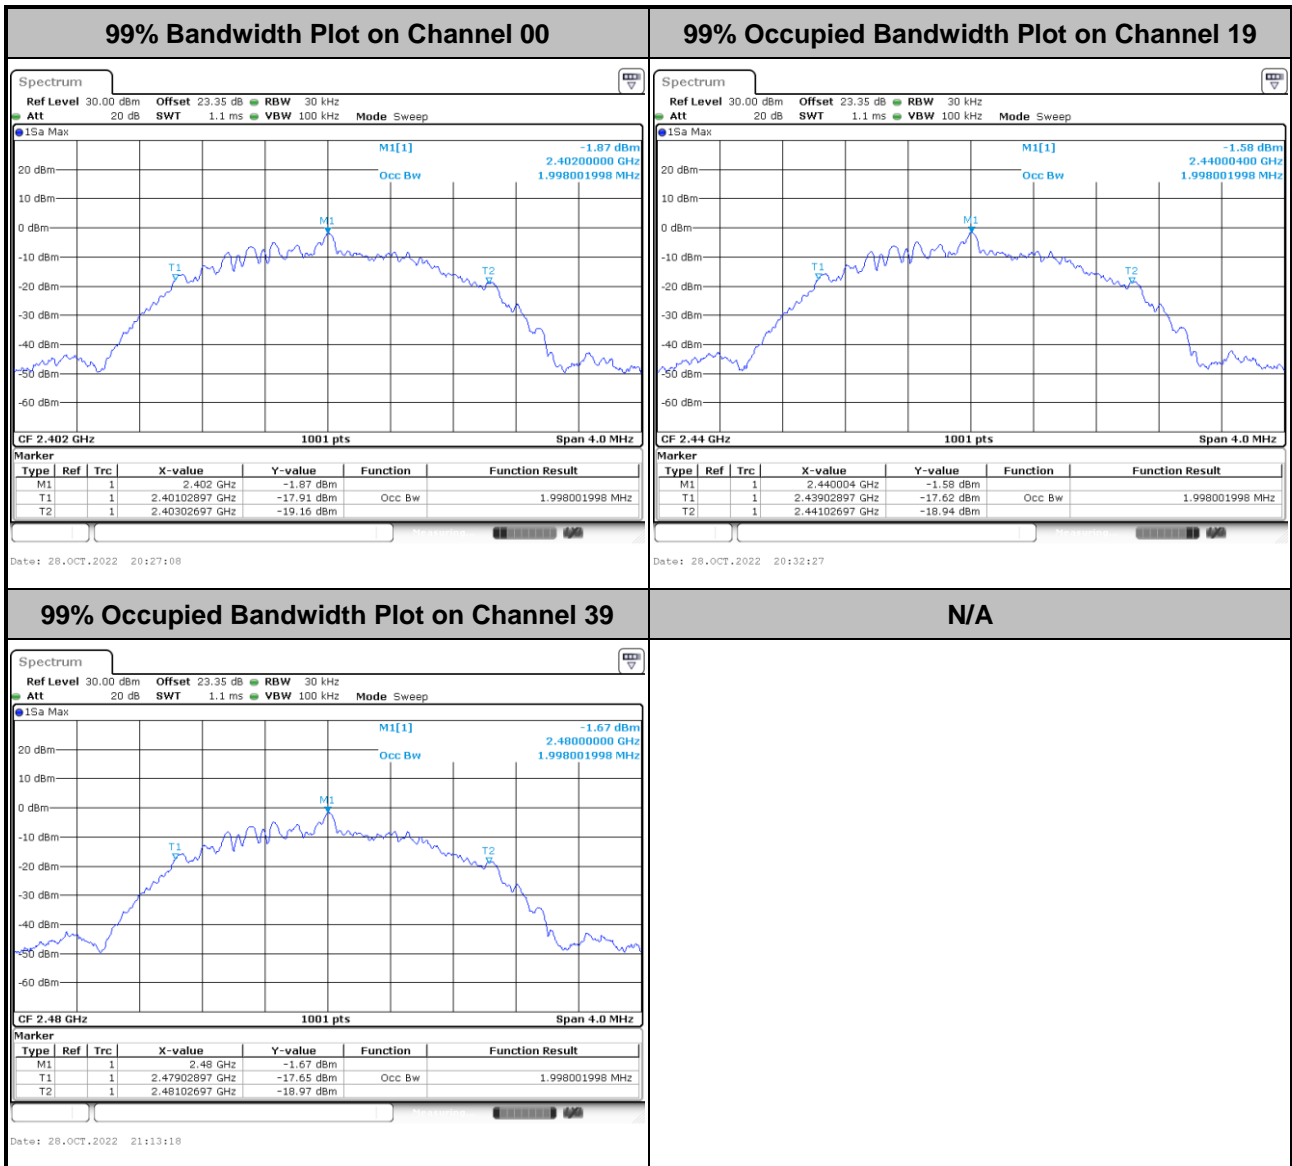 99% Bandwidth Plot on Channel 00
Spectrum
Ref Level 30.00 dBm Offset 23.35 dB RBW 30 kHz
Att 20 dB SWT 1.1 ms VBW 100 kHz Mode Sweep
1Sa Max
M1[1] -1.87 dBm
2.40200000 GHz
Occ Bw 1.998001998 MHz
20 dBm
10 dBm
0 dBm
M1
-10 dBm
T1
T2
-20 dBm
-30 dBm
-40 dBm
-50 dBm
-60 dBm
CF 2.402 GHz 1001 pts Span 4.0 MHz
Marker
Type Ref Trc X-value Y-value Function Function Result
M1 1 2.402 GHz -1.87 dBm
T1 1 2.40102897 GHz -17.91 dBm Occ Bw 1.998001998 MHz
T2 1 2.40302697 GHz -19.16 dBm
Date: 28.OCT.2022 20:27:08
99% Occupied Bandwidth Plot on Channel 19
Spectrum
Ref Level 30.00 dBm Offset 23.35 dB RBW 30 kHz
Att 20 dB SWT 1.1 ms VBW 100 kHz Mode Sweep
1Sa Max
M1[1] -1.58 dBm
2.44000400 GHz
Occ Bw 1.998001998 MHz
20 dBm
10 dBm
0 dBm
M1
-10 dBm
T1
T2
-20 dBm
-30 dBm
-40 dBm
-50 dBm
-60 dBm
CF 2.44 GHz 1001 pts Span 4.0 MHz
Marker
Type Ref Trc X-value Y-value Function Function Result
M1 1 2.440004 GHz -1.58 dBm
T1 1 2.43902897 GHz -17.62 dBm Occ Bw 1.998001998 MHz
T2 1 2.44102697 GHz -18.94 dBm
Measuring
Date: 28.OCT.2022 20:32:27
99% Occupied Bandwidth Plot on Channel 39
Spectrum
Ref Level 30.00 dBm Offset 23.35 dB RBW 30 kHz
Att 20 dB SWT 1.1 ms VBW 100 kHz Mode Sweep
1Sa Max
M1[1] -1.67 dBm
2.48000000 GHz
Occ Bw 1.998001998 MHz
20 dBm
10 dBm
0 dBm
M1
-10 dBm
T1
T2
-20 dBm
-30 dBm
-40 dBm
-50 dBm
-60 dBm
CF 2.48 GHz 1001 pts Span 4.0 MHz
Marker
Type Ref Trc X-value Y-value Function Function Result
M1 1 2.48 GHz -1.67 dBm
T1 1 2.47902897 GHz -17.65 dBm Occ Bw 1.998001998 MHz
T2 1 2.48102697 GHz -18.97 dBm
Date: 28.OCT.2022 21:13:18
N/A